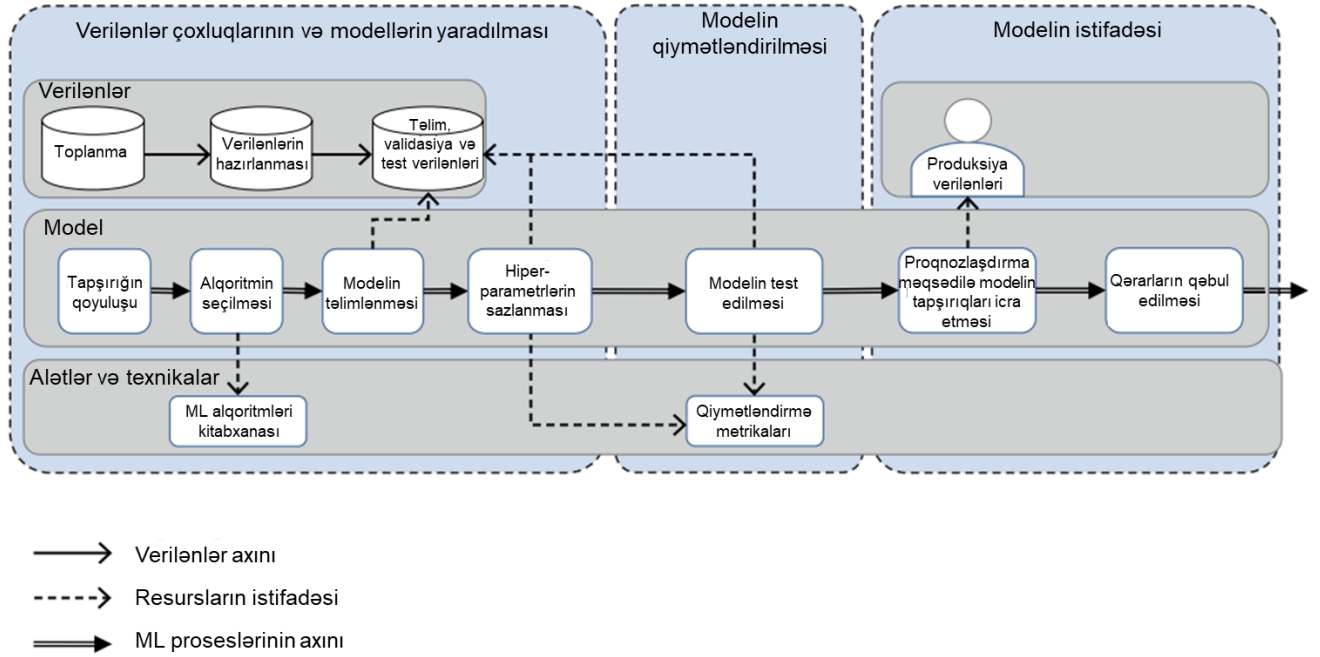 Verilənlər çoxluqlarının və modellərin yaradılması
Modelin
qiymətləndirilməsi
Modelin istifadəsi
Verilənlər
Toplanma
Verilənlərin
hazırlanması
Təlim,
validasiya və
test verilənləri
Produksiya
verilənləri
Model
Tapşırığın
qoyuluşu
Alqoritmin
seçilməsi
Modelin
təlimlənməsi
Hiper-
parametrlərin
sazlanması
Modelin test
edilməsi
Proqnozlaşdırma
məqsədilə modelin
tapşırıqları icra
etməsi
Qərarların qəbul
edilməsi
Alətlər və texnikalar
ML alqoritmləri
kitabxanası
Qiymətləndirmə
metrikaları
Verilənlər axını
Resursların istifadəsi
ML proseslərinin axını